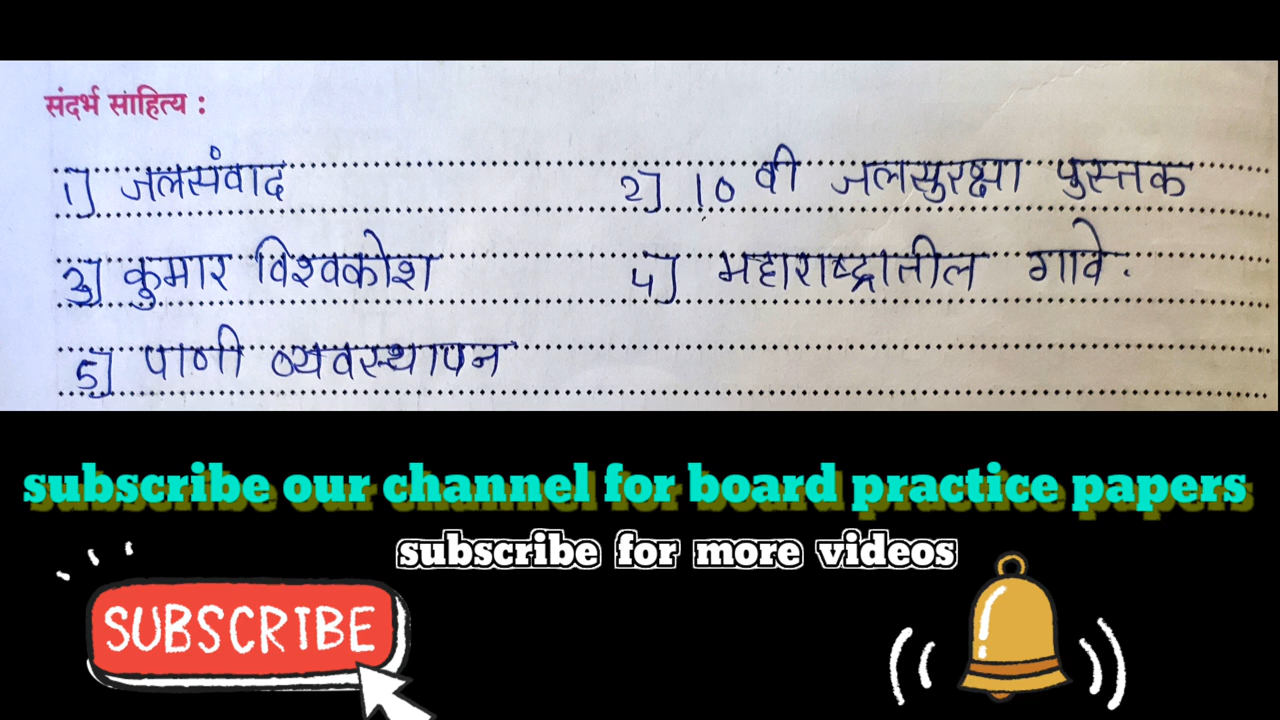 संदर्भ साहित्य :
1] जलसंवाद 2] 10 वी जलसुरक्षा पुस्तक
3] कुमार विश्वकोश 4] महाराष्ट्रातील गावे.
5] पाणी व्यवस्थापन
subscribe our channel for board practice papers
subscribe for more videos
SUBSCRIBE